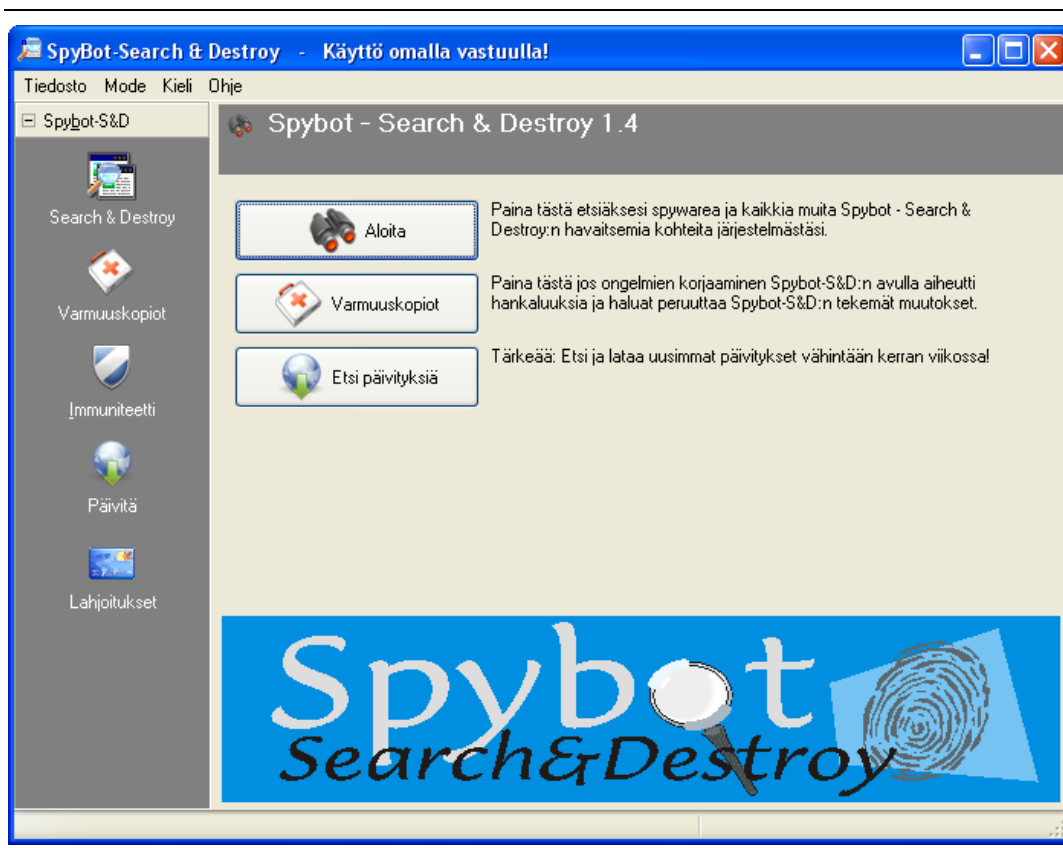 SpyBot-Search & Destroy - Käyttö omalla vastuulla!
Tiedosto Mode Kieli Ohje
Spybot-S&D
Spybot - Search & Destroy 1.4
Search & Destroy
Varmuuskopiot
Immuniteetti
Päivitä
Lahjoitukset
Aloita
Paina tästä etsiäksesi spywarea ja kaikkia muita Spybot - Search &
Destroy:n havaitsemia kohteita järjestelmästäsi.
Varmuuskopiot
Paina tästä jos ongelmien korjaaminen Spybot-S&D:n avulla aiheutti
hankaluuksia ja haluat peruuttaa Spybot-S&D:n tekemät muutokset.
Etsi päivityksiä
Tärkeää: Etsi ja lataa uusimmat päivitykset vähintään kerran viikossa!
Spybot
Search&Destroy